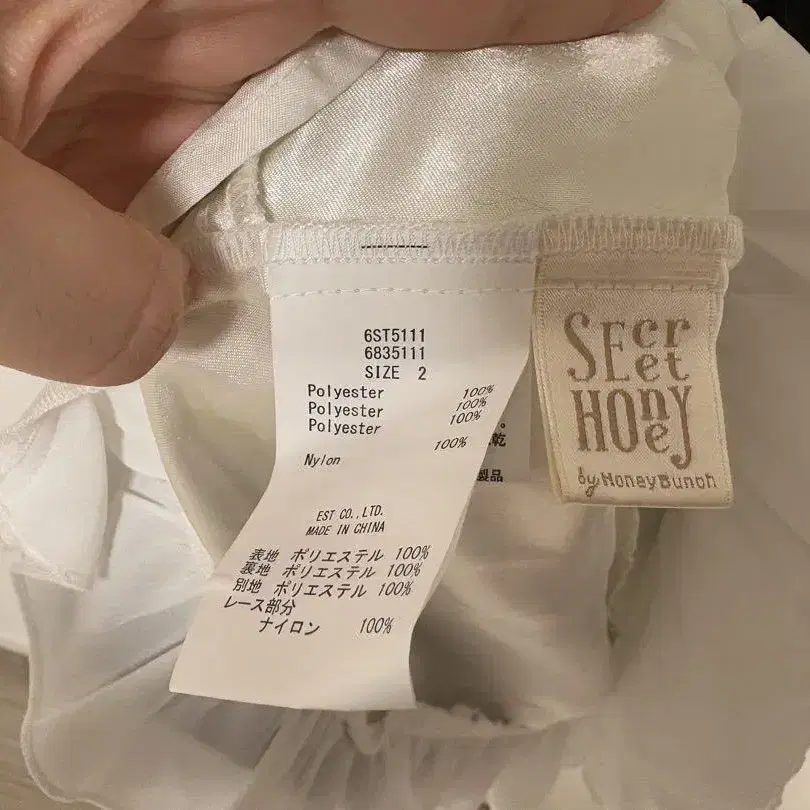 6ST5111
6835111
SIZE 2
Polyester 100%
Polyester 100%
Polyester 100%
Nylon 100%
EST CO.,LTD.
MADE IN CHINA
表地 ポリエステル 100%
裏地 ポリエステル 100%
別地 ポリエステル 100%
レース部分
ナイロン 100%
。
乾
製品
SEcret
HOney
by Honey Bunch